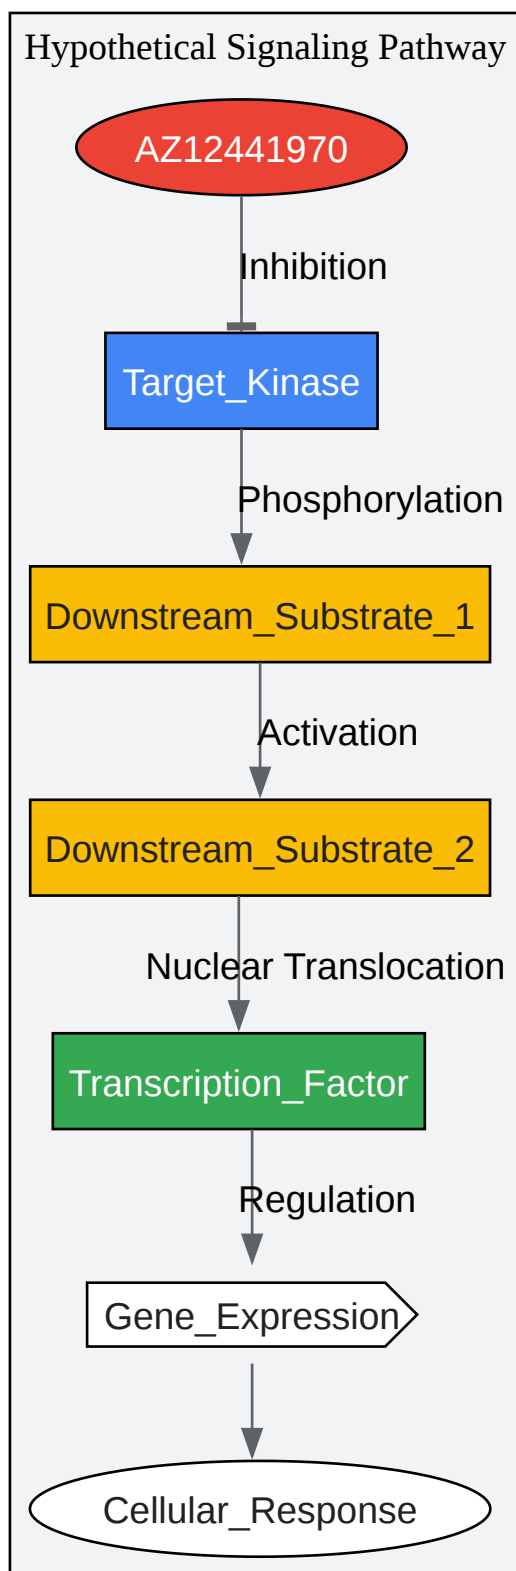 Hypothetical Signaling Pathway
AZ12441970
Inhibition
Target_Kinase
Phosphorylation
Downstream_Substrate_1
Activation
Downstream_Substrate_2
Nuclear Translocation
Transcription_Factor
Regulation
Gene_Expression
Cellular_Response